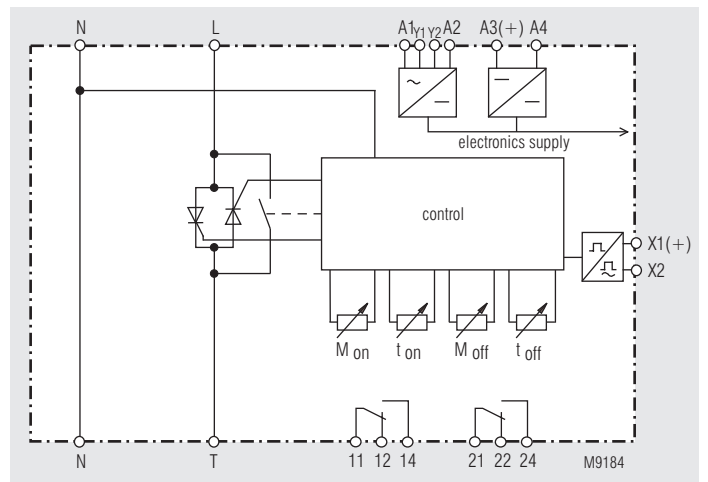 N L A1 Y1 Y2 A2 A3(+) A4
electronics supply
control
X1(+)
X2
M on t on M off t off
N T 11 12 14 21 22 24 M9184